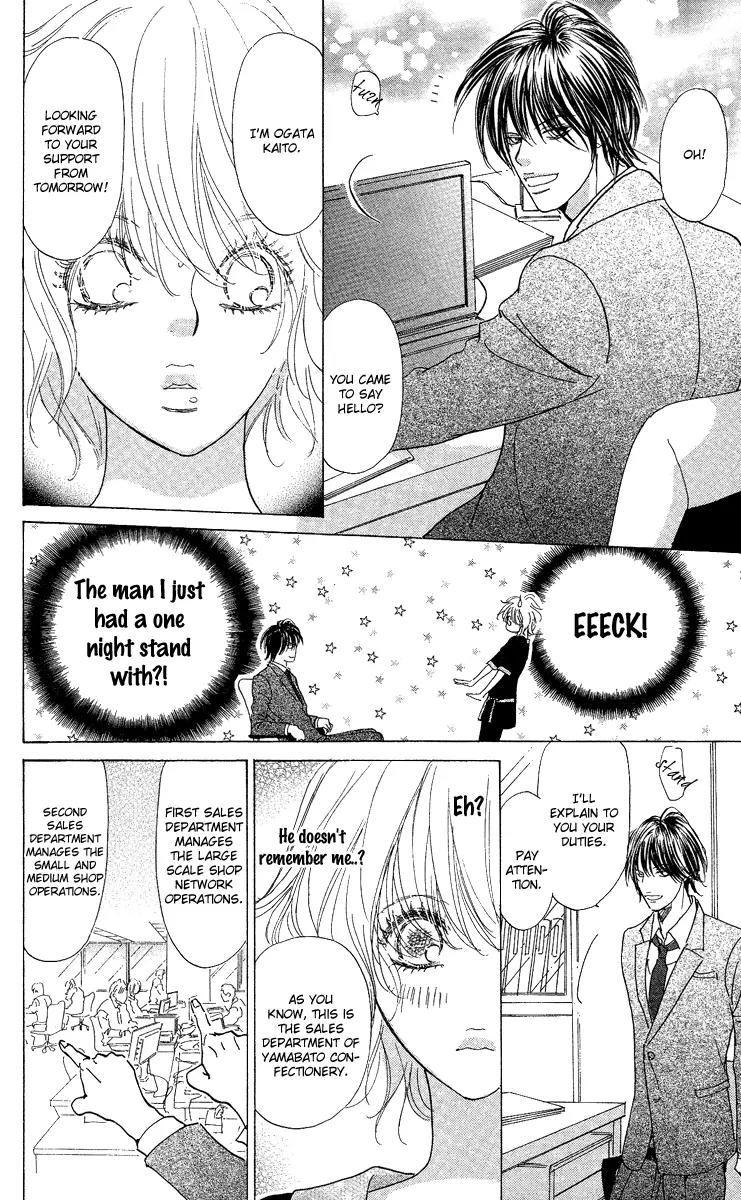 OH!
turn
YOU CAME
TO SAY
HELLO?
I'M OGATA
KAITO.
LOOKING
FORWARD
TO YOUR
SUPPORT
FROM
TOMORROW!
EEECK!
The man I just
had a one
night stand
with?!
stand
I'LL
EXPLAIN TO
YOU YOUR
DUTIES.
PAY
ATTEN-
TION.
Eh?
He doesn't
remember me..?
AS YOU
KNOW, THIS IS
THE SALES
DEPARTMENT OF
YAMABATO CON-
FECTIONERY.
FIRST SALES
DEPARTMENT
MANAGES
THE LARGE
SCALE SHOP
NETWORK
OPERATIONS.
SECOND
SALES
DEPARTMENT
MANAGES THE
SMALL AND
MEDIUM SHOP
OPERATIONS.